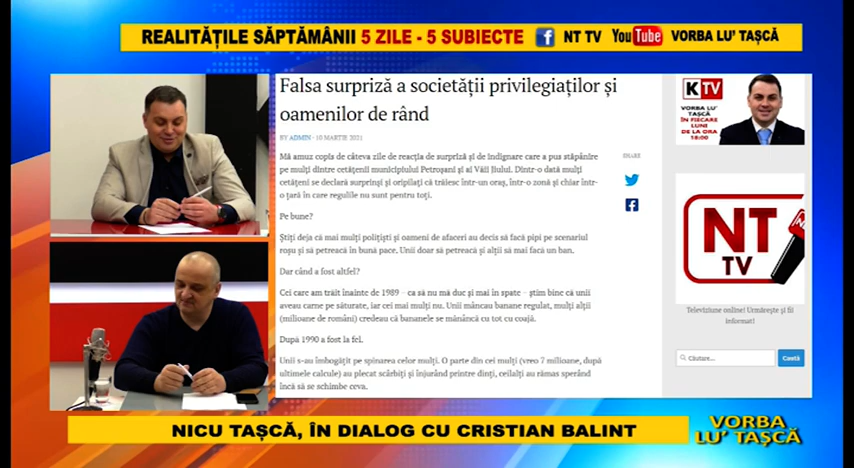 REALITĂȚILE SĂPTĂMÂNII 5 ZILE - 5 SUBIECTE f NT TV YouTube VORBA LU' TAȘCĂ
Falsa surpriză a societății privilegiaților și
oamenilor de rând
BY ADMIN · 10 MARTIE 2021
Mă amuz copis de câteva zile de reacția de surpriză și de indignare care a pus stăpânire
pe mulți dintre cetățenii municipiului Petroșani și ai Văii Jiului. Dintr-o dată mulți
cetățeni se declară surprinși și oripilați că trăiesc într-un oraș, într-o zonă și chiar într-
o țară în care regulile nu sunt pentru toți.
Pe bune?
Știți deja că mai mulți polițiști și oameni de afaceri au decis să facă pipi pe scenariul
roșu și să petreacă în bună pace. Unii doar să petreacă și alții să mai facă un ban.
Dar când a fost altfel?
Cei care am trăit înainte de 1989 – ca să nu mă duc și mai în spate – știm bine că unii
aveau carne pe săturate, iar cei mai mulți nu. Unii mâncau banane regulat, mulți alții
(milioane de români) credeau că bananele se mănâncă cu tot cu coajă.
După 1990 a fost la fel.
Unii s-au îmbogățit pe spinarea celor mulți. O parte din cei mulți (vreo 7 milioane, după
ultimele calcule) au plecat scârbiți și înjurând printre dinți, ceilalți au rămas sperând
încă să se schimbe ceva.
SHARE
KTV
VORBA LU'
TAȘCĂ
ÎN FIECARE
LUNI
DE LA ORA
18:00
NT
TV
Televiziune online! Urmărește și fii
informat!
Căutare...
Caută
NICU TAȘCĂ, ÎN DIALOG CU CRISTIAN BALINT
VORBA
LU' TAȘCĂ